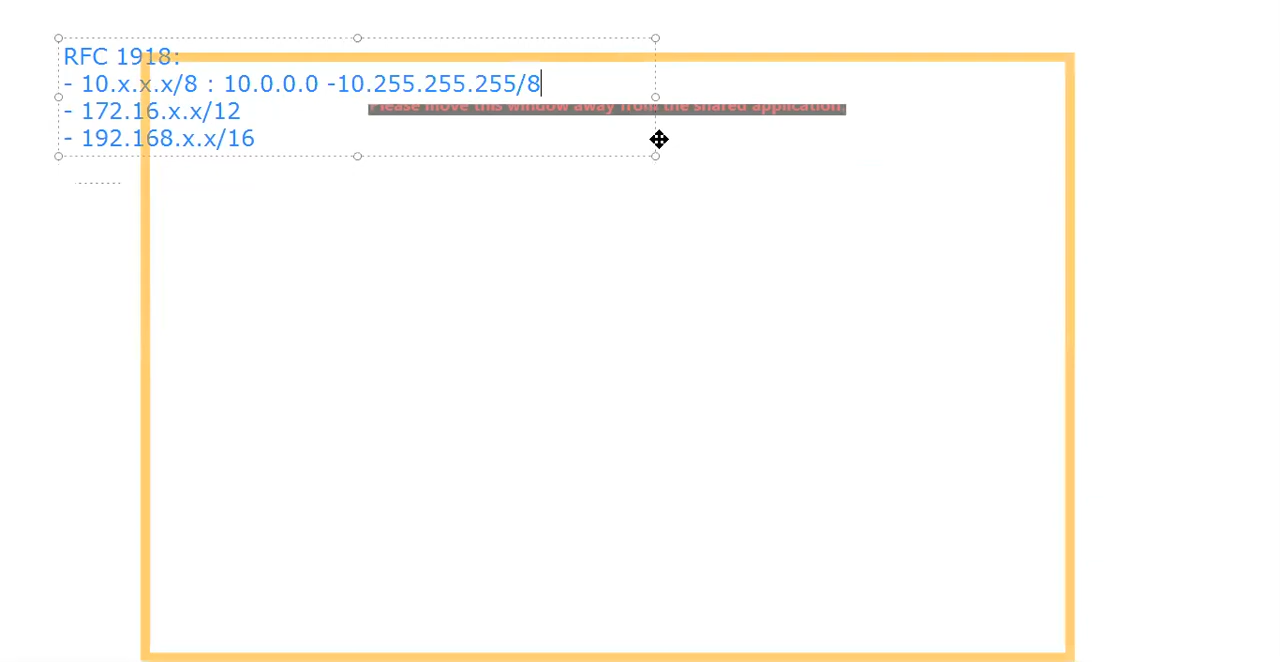 RFC 1918:
- 10.x.x.x/8 : 10.0.0.0 -10.255.255.255/8
- 172.16.x.x/12
Please move this window away from the shared application.
- 192.168.x.x/16